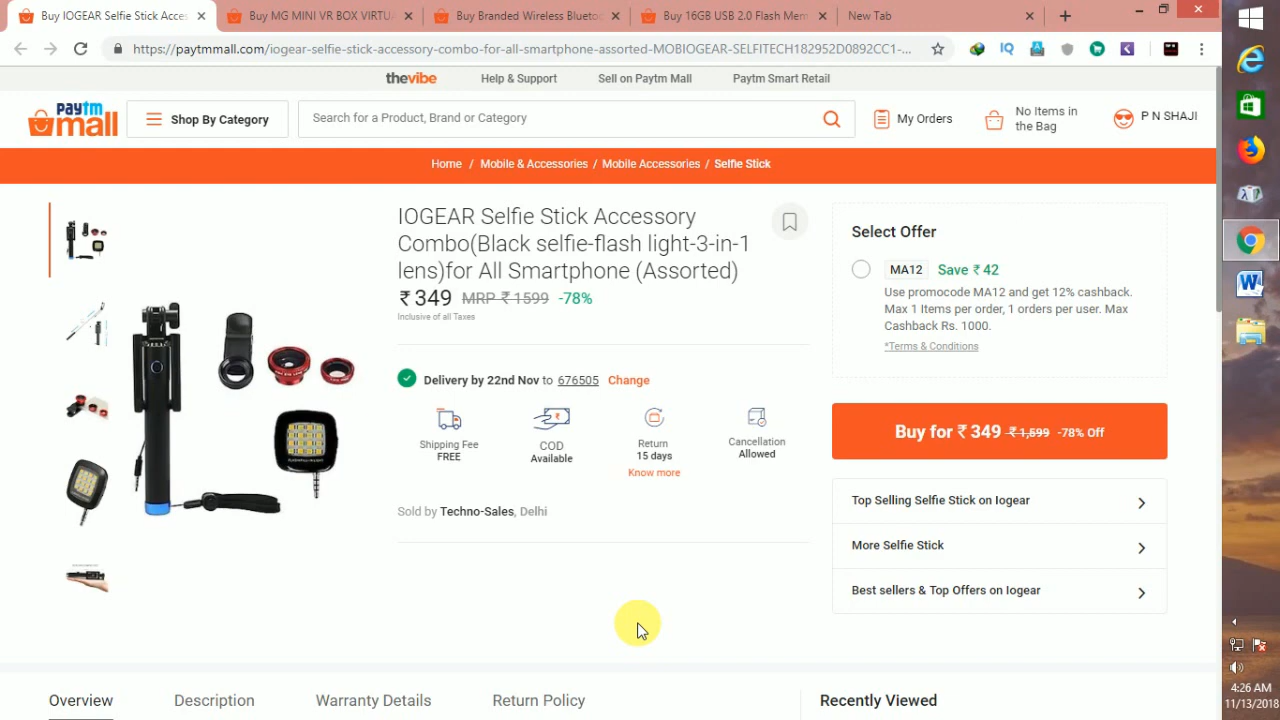 Buy IOGEAR Selfie Stick Acces
Buy MG MINI VR BOX VIRTUA
Buy Branded Wireless Bluetoo
Buy 16GB USB 2.0 Flash Mem
New Tab
https://paytmmall.com/iogear-selfie-stick-accessory-combo-for-all-smartphone-assorted-MOBIOGEAR-SELFITECH182952D0892CC1-...
IQ
thevibe
Help & Support
Sell on Paytm Mall
Paytm Smart Retail
paytm
mall
Shop By Category
Search for a Product, Brand or Category
My Orders
No Items in
the Bag
P N SHAJI
Home / Mobile & Accessories / Mobile Accessories / Selfie Stick
IOGEAR Selfie Stick Accessory
Combo(Black selfie-flash light-3-in-1
lens)for All Smartphone (Assorted)
₹ 349 MRP ₹ 1599 -78%
Inclusive of all Taxes
Delivery by 22nd Nov to 676505 Change
Shipping Fee
FREE
COD
Available
Return
15 days
Know more
Cancellation
Allowed
Sold by Techno-Sales, Delhi
Select Offer
MA12 Save ₹ 42
Use promocode MA12 and get 12% cashback.
Max 1 Items per order, 1 orders per user. Max
Cashback Rs. 1000.
*Terms & Conditions
Buy for ₹ 349 ₹ 1,599 -78% Off
Top Selling Selfie Stick on Iogear
More Selfie Stick
Best sellers & Top Offers on Iogear
Overview
Description
Warranty Details
Return Policy
Recently Viewed
4:26 AM
11/13/2018